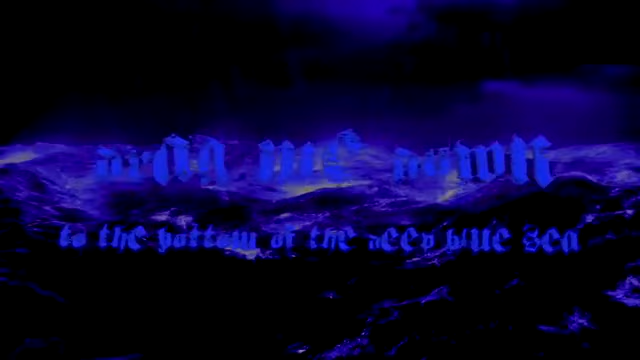 drag me down
to the bottom of the deep blue sea